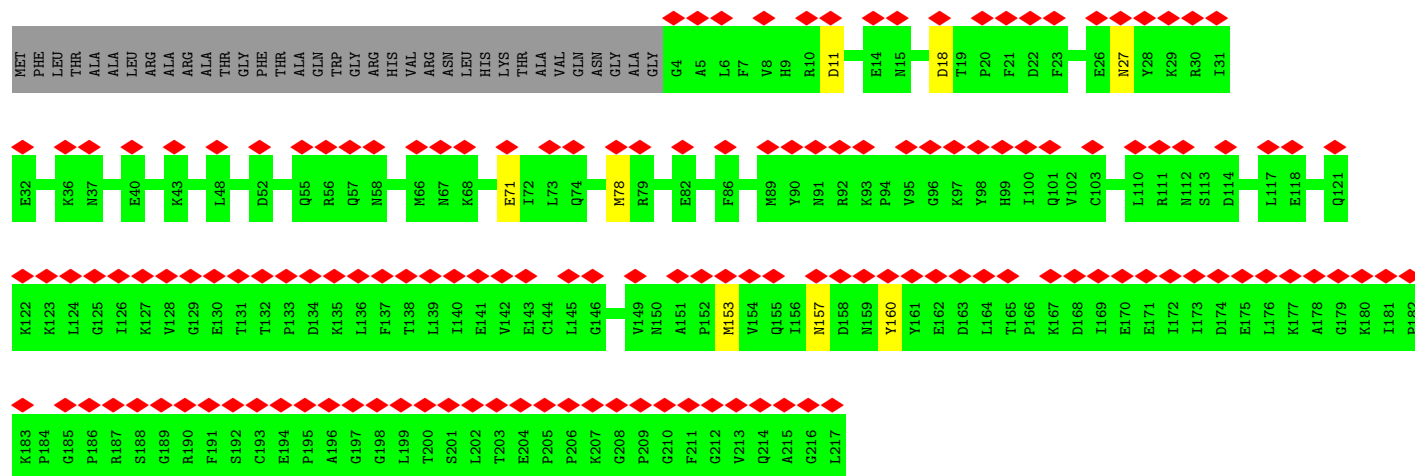 MET PHE LEU THR ALA ALA LEU ARG ALA ARG ALA THR GLY PHE THR ALA GLN TRP GLY ARG HIS VAL ARG ASN LEU HIS LYS THR ALA VAL GLN ASN GLY ALA GLY G4 A5 L6 F7 V8 H9 R10 D11 E14 N15 D18 T19 P20 F21 D22 F23 E26 N27 Y28 K29 R30 I31
E32 K36 N37 E40 K43 L48 D52 Q55 R56 Q57 N58 M66 N67 K68 E71 I72 L73 Q74 M78 R79 E82 F86 M89 Y90 N91 R92 K93 P94 V95 G96 K97 Y98 H99 I100 Q101 V102 C103 L110 R111 N112 S113 D114 L117 E118 Q121
K122 K123 L124 G125 I126 K127 V128 G129 E130 T131 T132 P133 D134 K135 L136 F137 T138 L139 I140 E141 V142 E143 C144 L145 G146 V149 N150 A151 P152 M153 V154 Q155 I156 N157 D158 N159 Y160 Y161 E162 D163 L164 T165 P166 K167 D168 I169 E170 E171 I172 I173 D174 E175 L176 K177 A178 G179 K180 I181 P182
K183 P184 G185 P186 R187 S188 G189 R190 F191 S192 C193 E194 P195 A196 G197 G198 L199 T200 S201 L202 T203 E204 P205 P206 K207 G208 P209 G210 F211 G212 V213 Q214 A215 G216 L217